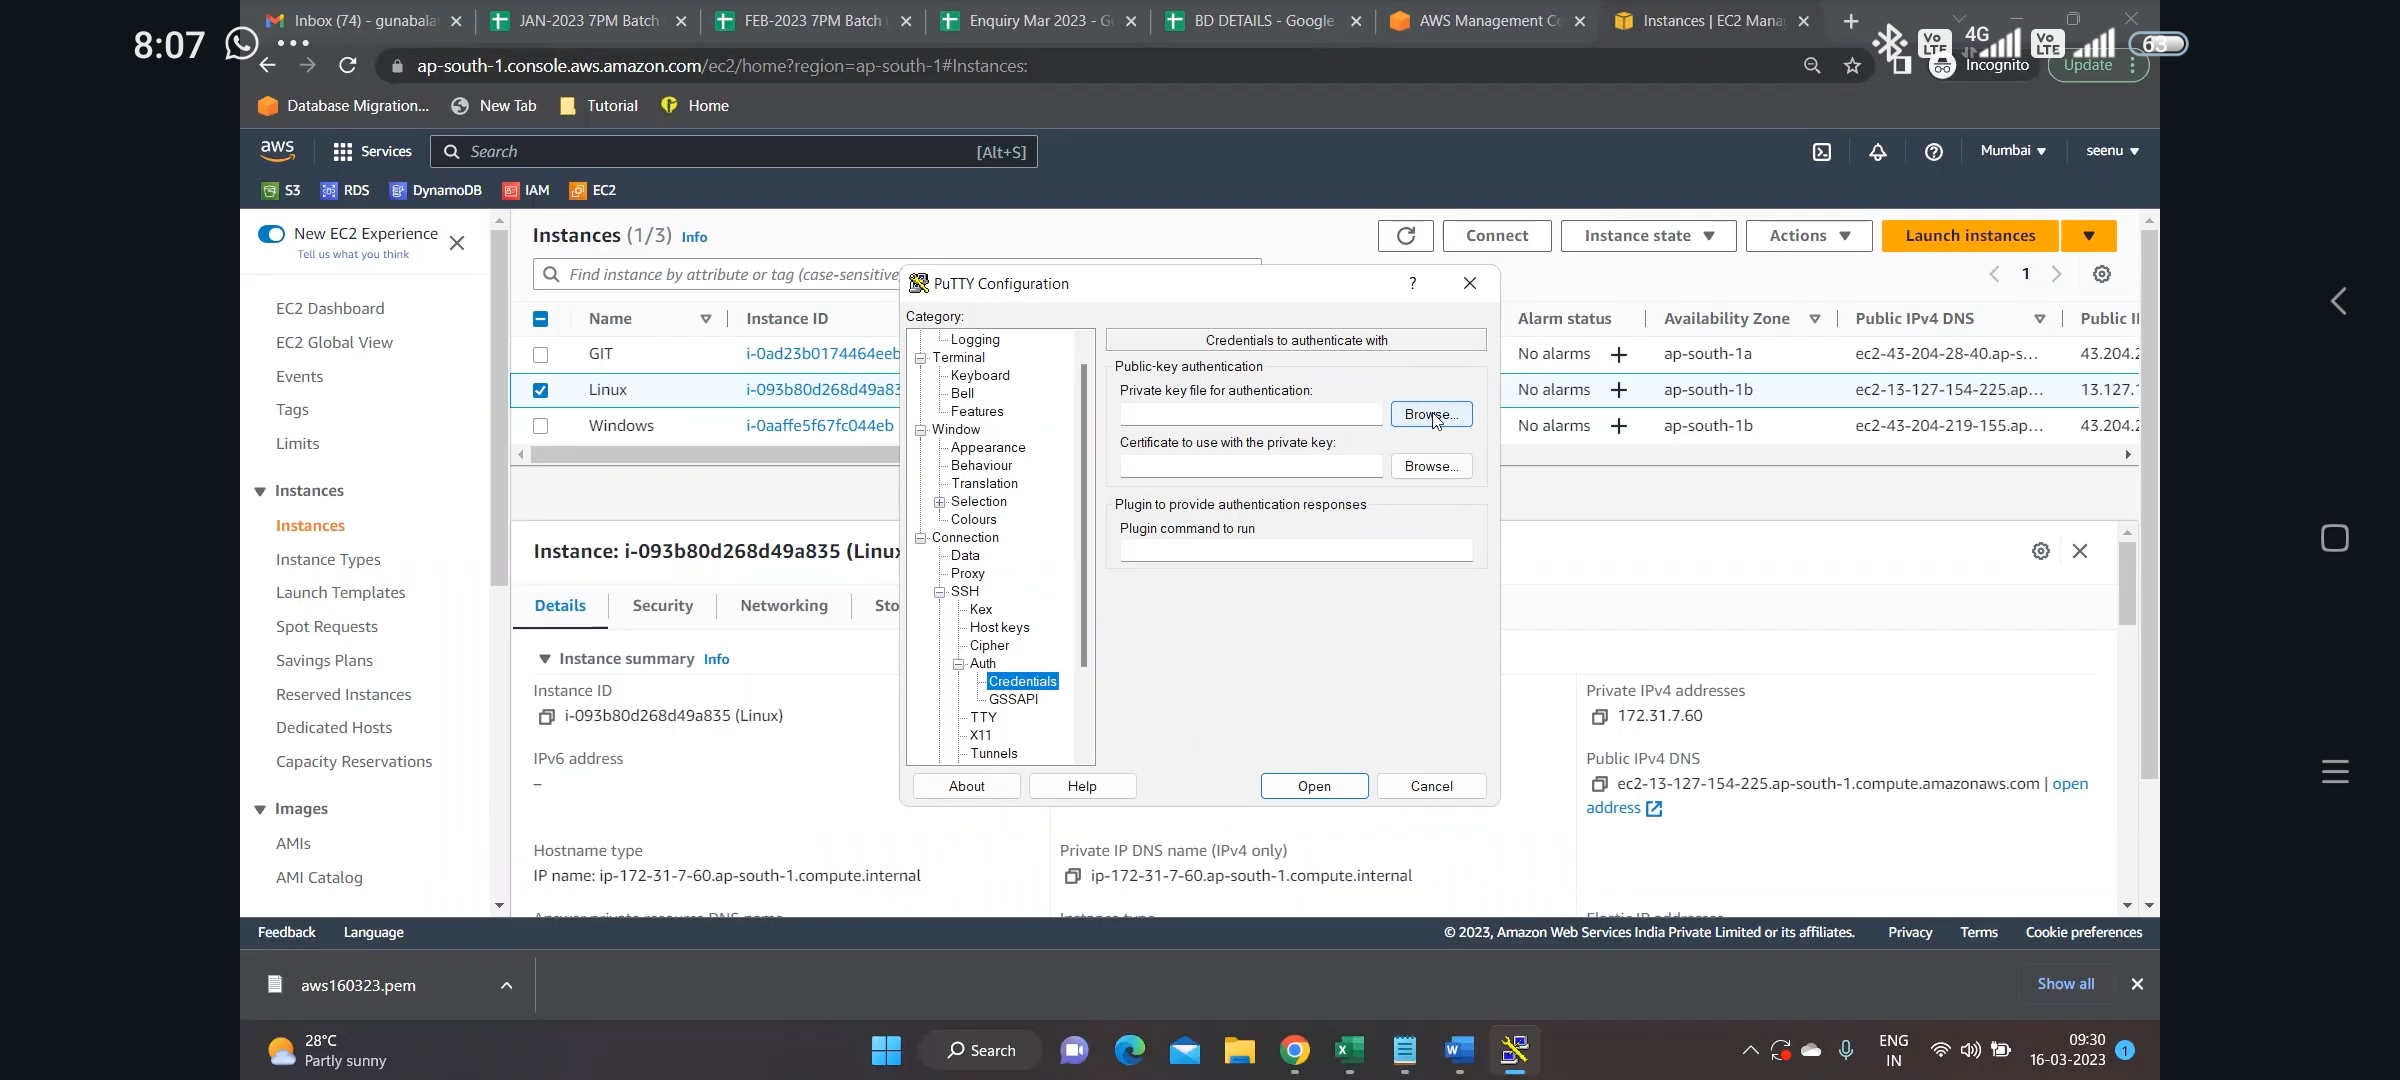 8:07
Vo LTE 4G Vo LTE 63
Inbox (74) - gunabala
JAN-2023 7PM Batch
FEB-2023 7PM Batch
Enquiry Mar 2023 - G
BD DETAILS - Google
AWS Management Co
Instances | EC2 Mana
ap-south-1.console.aws.amazon.com/ec2/home?region=ap-south-1#Instances:
Incognito
Update
Database Migration...
New Tab
Tutorial
Home
aws
Services
Search
[Alt+S]
Mumbai
seenu
S3
RDS
DynamoDB
IAM
EC2
New EC2 Experience
Tell us what you think
EC2 Dashboard
EC2 Global View
Events
Tags
Limits
Instances
Instances
Instance Types
Launch Templates
Spot Requests
Savings Plans
Reserved Instances
Dedicated Hosts
Capacity Reservations
Images
AMIs
AMI Catalog
Instances (1/3) Info
Connect
Instance state
Actions
Launch instances
Find instance by attribute or tag (case-sensitive
1
Name
Instance ID
Alarm status
Availability Zone
Public IPv4 DNS
Public I
GIT
i-0ad23b0174464eeb
No alarms +
ap-south-1a
ec2-43-204-28-40.ap-s...
43.204.2
Linux
i-093b80d268d49a83
No alarms +
ap-south-1b
ec2-13-127-154-225.ap...
13.127.
Windows
i-0aaffe5f67fc044eb
No alarms +
ap-south-1b
ec2-43-204-219-155.ap...
43.204.2
PuTTY Configuration
?
Category:
Logging
Terminal
Keyboard
Bell
Features
Window
Appearance
Behaviour
Translation
Selection
Colours
Connection
Data
Proxy
SSH
Kex
Host keys
Cipher
Auth
Credentials
GSSAPI
TTY
X11
Tunnels
Credentials to authenticate with
Public-key authentication
Private key file for authentication:
Browse...
Certificate to use with the private key:
Browse...
Plugin to provide authentication responses
Plugin command to run
About
Help
Open
Cancel
Instance: i-093b80d268d49a835 (Linux
Details
Security
Networking
Sto
Instance summary Info
Instance ID
i-093b80d268d49a835 (Linux)
Private IPv4 addresses
172.31.7.60
IPv6 address
–
Public IPv4 DNS
ec2-13-127-154-225.ap-south-1.compute.amazonaws.com | open
address
Hostname type
IP name: ip-172-31-7-60.ap-south-1.compute.internal
Private IP DNS name (IPv4 only)
ip-172-31-7-60.ap-south-1.compute.internal
Answer private resource DNS name
Instance type
Elastic IP addresses
Feedback
Language
© 2023, Amazon Web Services India Private Limited or its affiliates.
Privacy
Terms
Cookie preferences
aws160323.pem
Show all
28°C
Partly sunny
Search
ENG
IN
09:30
16-03-2023
1